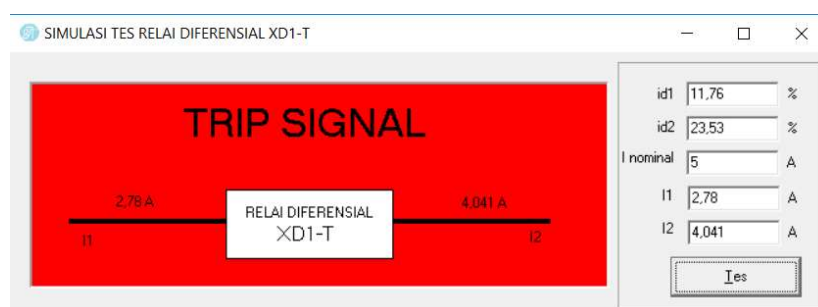 SIMULASI TES RELAI DIFERENSIAL XD1-T
TRIP SIGNAL
2,78 A
4,041 A
RELAI DIFERENSIAL
XD1-T
I1
I2
id1 11,76 %
id2 23,53 %
I nominal 5 A
I1 2,78 A
I2 4,041 A
Tes